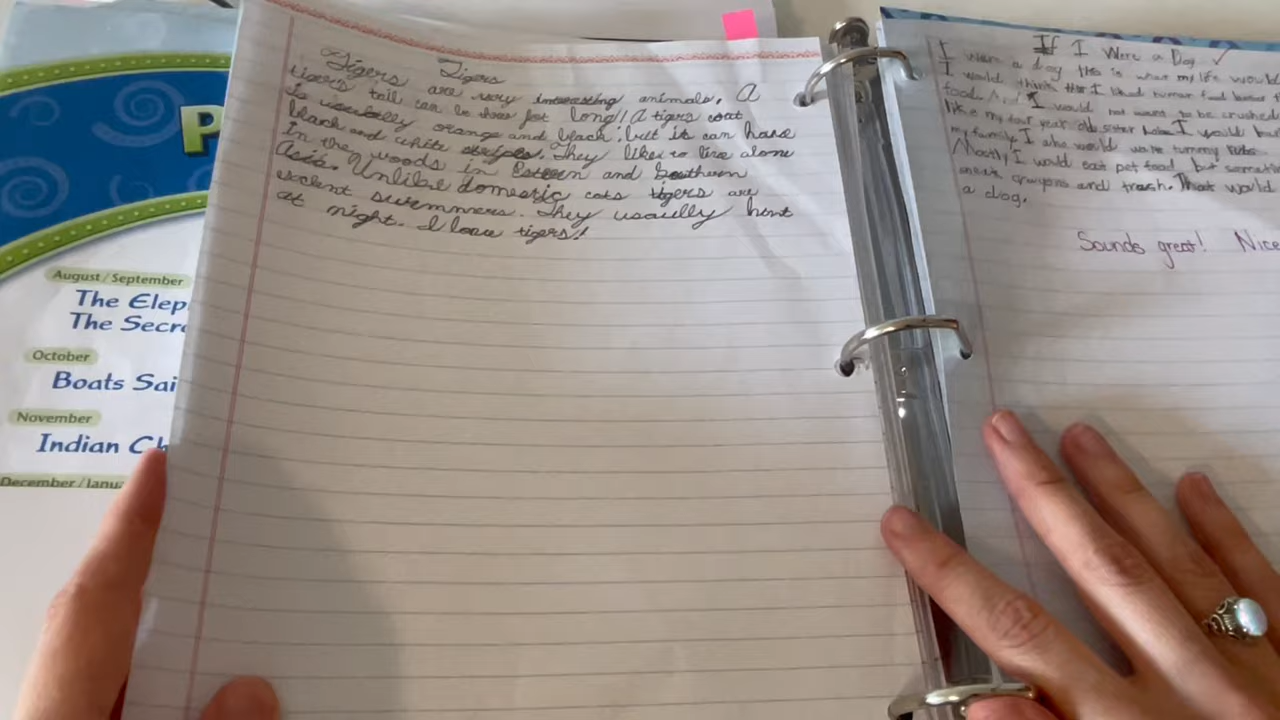 P
August / September
The Elep
The Secr
October
Boats Sai
November
Indian Ch
December / Janu
Tigers
Tigers are very interesting animals. A
tigers tail can be three feet long! A tigers coat
is usually orange and black, but it can have
black and white stripes. They like to live alone
In the woods in Eastern and Southern
Asia. Unlike domestic cats tigers are
exclent swimmers. They usaully hunt
at night. I love tigers!
If I Were a Dog
I were a dog this is what my life would
I would think that I liked human food better
food. I would not want to be crushed
like my four year old sister I would
my family, I also would want tummy rubs
Mostly, I would eat pet food, but someti
sneak crayons and trash. That would
a dog.
Sounds great! Nice